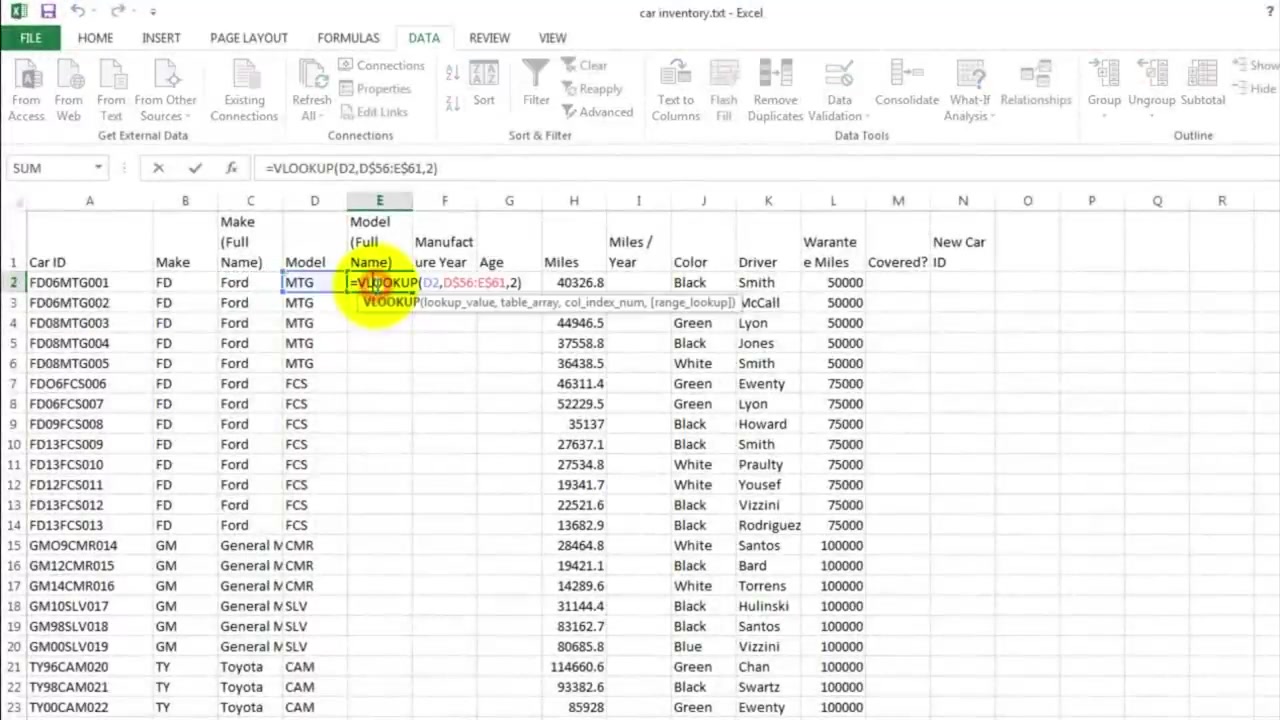 car inventory.txt - Excel
?
FILE HOME INSERT PAGE LAYOUT FORMULAS DATA REVIEW VIEW
From Access
From Web
From Text
From Other Sources
Existing Connections
Get External Data
Refresh All
Connections
Properties
Edit Links
Connections
Sort
Filter
Clear
Reapply
Advanced
Sort & Filter
Text to Columns
Flash Fill
Remove Duplicates
Data Validation
Consolidate
What-If Analysis
Relationships
Data Tools
Group
Ungroup
Subtotal
Show
Hide
Outline
SUM fx =VLOOKUP(D2,D$56:E$61,2)
A B C D E F G H I J K L M N O P Q R
1 Car ID Make Make (Full Name) Model Model (Full Name) Manufacture Year Age Miles Miles / Year Color Driver Warantee Miles Covered? New Car ID
2 FD06MTG001 FD Ford MTG =VLOOKUP(D2,D$56:E$61,2) 40326.8 Black Smith 50000
VLOOKUP(lookup_value, table_array, col_index_num, [range_lookup])
3 FD06MTG002 FD Ford MTG McCall 50000
4 FD08MTG003 FD Ford MTG 44946.5 Green Lyon 50000
5 FD08MTG004 FD Ford MTG 37558.8 Black Jones 50000
6 FD08MTG005 FD Ford MTG 36438.5 White Smith 50000
7 FDO6FCS006 FD Ford FCS 46311.4 Green Ewenty 75000
8 FD06FCS007 FD Ford FCS 52229.5 Green Lyon 75000
9 FD09FCS008 FD Ford FCS 35137 Black Howard 75000
10 FD13FCS009 FD Ford FCS 27637.1 Black Smith 75000
11 FD13FCS010 FD Ford FCS 27534.8 White Praulty 75000
12 FD12FCS011 FD Ford FCS 19341.7 White Yousef 75000
13 FD13FCS012 FD Ford FCS 22521.6 Black Vizzini 75000
14 FD13FCS013 FD Ford FCS 13682.9 Black Rodriguez 75000
15 GMO9CMR014 GM General M CMR 28464.8 White Santos 100000
16 GM12CMR015 GM General M CMR 19421.1 Black Bard 100000
17 GM14CMR016 GM General M CMR 14289.6 White Torrens 100000
18 GM10SLV017 GM General M SLV 31144.4 Black Hulinski 100000
19 GM98SLV018 GM General M SLV 83162.7 Black Santos 100000
20 GM00SLV019 GM General M SLV 80685.8 Blue Vizzini 100000
21 TY96CAM020 TY Toyota CAM 114660.6 Green Chan 100000
22 TY98CAM021 TY Toyota CAM 93382.6 Black Swartz 100000
23 TY00CAM022 TY Toyota CAM 85928 Green Ewenty 100000